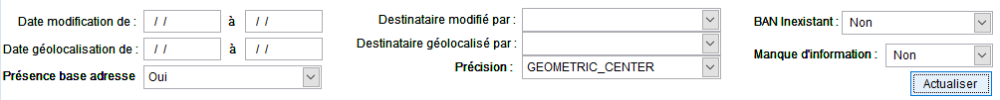 Date modification de : / / à / / Destinataire modifié par : BAN Inexistant : Non
Date géolocalisation de : / / à / / Destinataire géolocalisé par : Manque d'information : Non
Présence base adresse Oui Précision : GEOMETRIC_CENTER
Actualiser